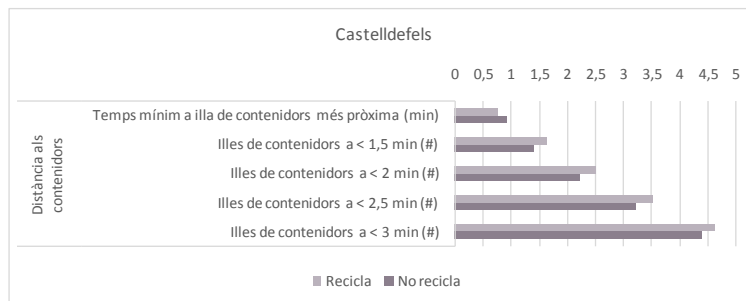 Castelldefels
0 0,5 1 1,5 2 2,5 3 3,5 4 4,5 5
Distància als
contenidors
Temps mínim a illa de contenidors més pròxima (min)
Illes de contenidors a < 1,5 min (#)
Illes de contenidors a < 2 min (#)
Illes de contenidors a < 2,5 min (#)
Illes de contenidors a < 3 min (#)
Recicla No recicla